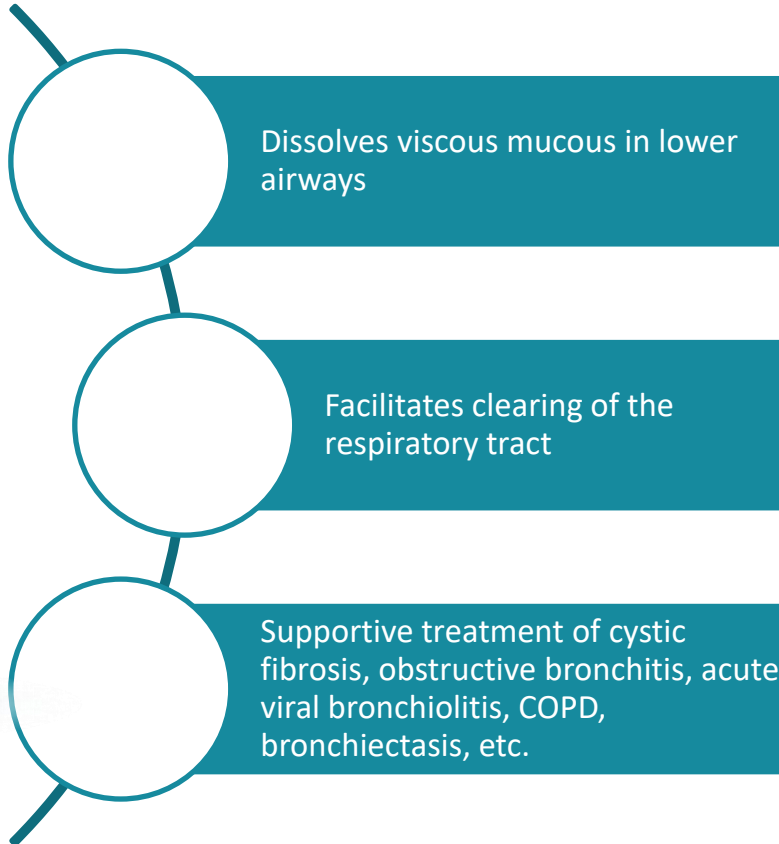 Dissolves viscous mucous in lower
airways
Facilitates clearing of the
respiratory tract
Supportive treatment of cystic
fibrosis, obstructive bronchitis, acute
viral bronchiolitis, COPD,
bronchiectasis, etc.